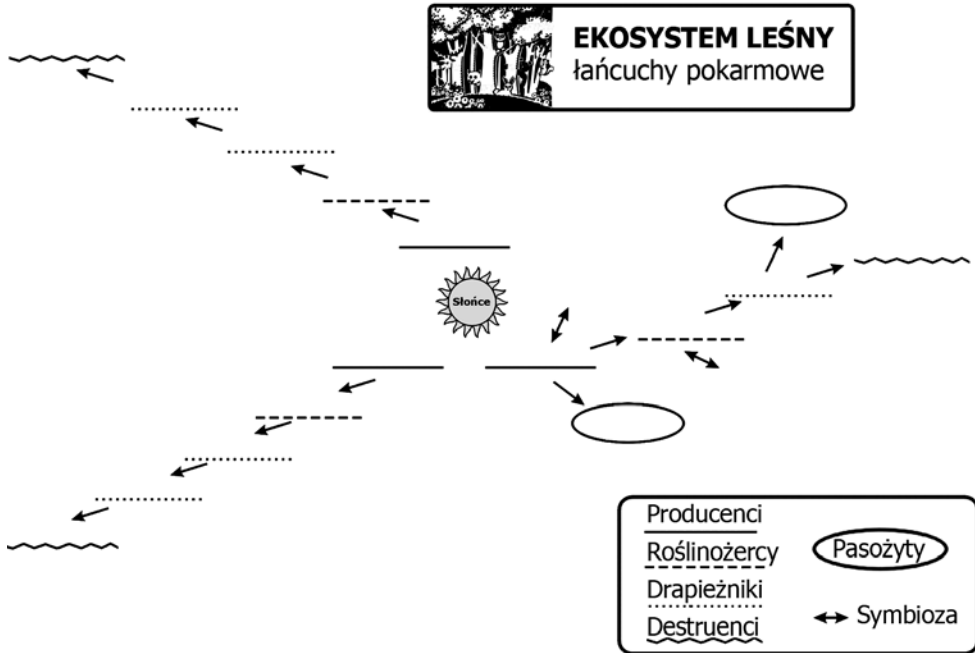 EKOSYSTEM LEŚNY
łańcuchy pokarmowe
Słońce
Producenci
Roślinożercy
Drapieżniki
Destruenci
Pasożyty
Symbioza